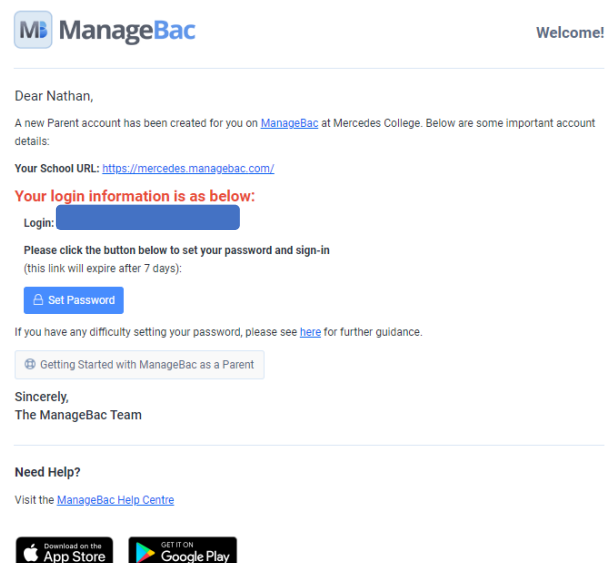 MB ManageBac
Welcome!
Dear Nathan,
A new Parent account has been created for you on ManageBac at Mercedes College. Below are some important account
details:
Your School URL: https://mercedes.managebac.com/
Your login information is as below:
Login:
Please click the button below to set your password and sign-in
(this link will expire after 7 days):
Set Password
If you have any difficulty setting your password, please see here for further guidance.
Getting Started with ManageBac as a Parent
Sincerely,
The ManageBac Team
Need Help?
Visit the ManageBac Help Centre
Download on the
App Store
GET IT ON
Google Play